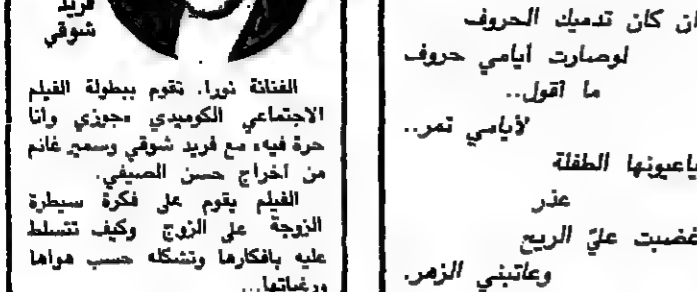 ان كان تدميك الحروف
لوصارت أيامي حروف
ما أقول..
لأيامي تمر..
ياعيونها الطفلة
عذر
غضبت عليّ الريح
وعاتبني الزهر.
فريد
شوقي
الفنانة نورا. تقوم ببطولة الفيلم
الاجتماعي الكوميدي «جوزي وأنا
حرة فيه» مع فريد شوقي وسمير غانم
من اخراج حسن الصيفي.
الفيلم يقوم على فكرة سيطرة
الزوجة على الزوج وكيف تتسلط
عليه بافكارها وتشكله حسب هواها
ورغباتها...